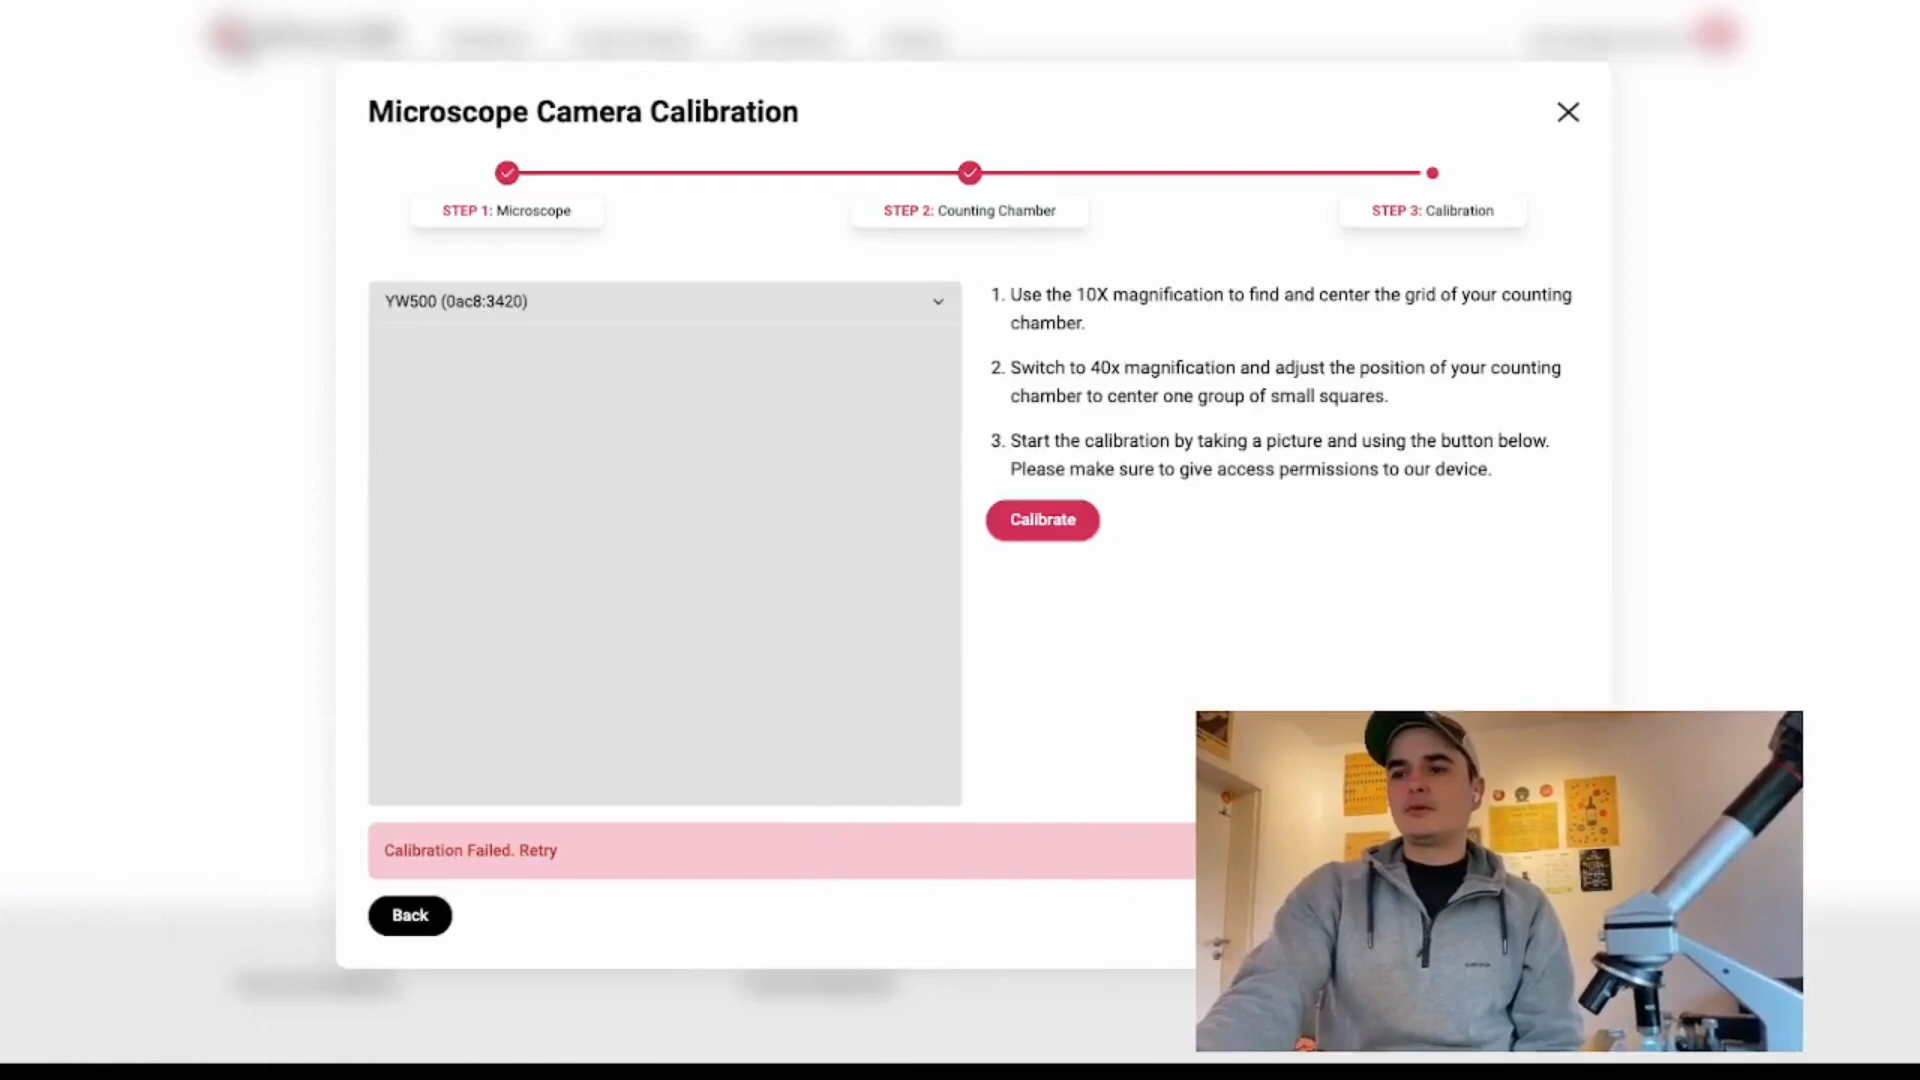 Microscope Camera Calibration
STEP 1: Microscope
STEP 2: Counting Chamber
STEP 3: Calibration
YW500 (0ac8:3420)
1. Use the 10X magnification to find and center the grid of your counting
chamber.
2. Switch to 40x magnification and adjust the position of your counting
chamber to center one group of small squares.
3. Start the calibration by taking a picture and using the button below.
Please make sure to give access permissions to our device.
Calibrate
Calibration Failed. Retry
Back